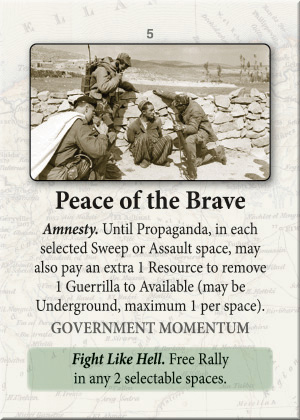 5
Peace of the Brave
Amnesty. Until Propaganda, in each
selected Sweep or Assault space, may
also pay an extra 1 Resource to remove
1 Guerrilla to Available (may be
Underground, maximum 1 per space).
GOVERNMENT MOMENTUM
Fight Like Hell. Free Rally
in any 2 selectable spaces.